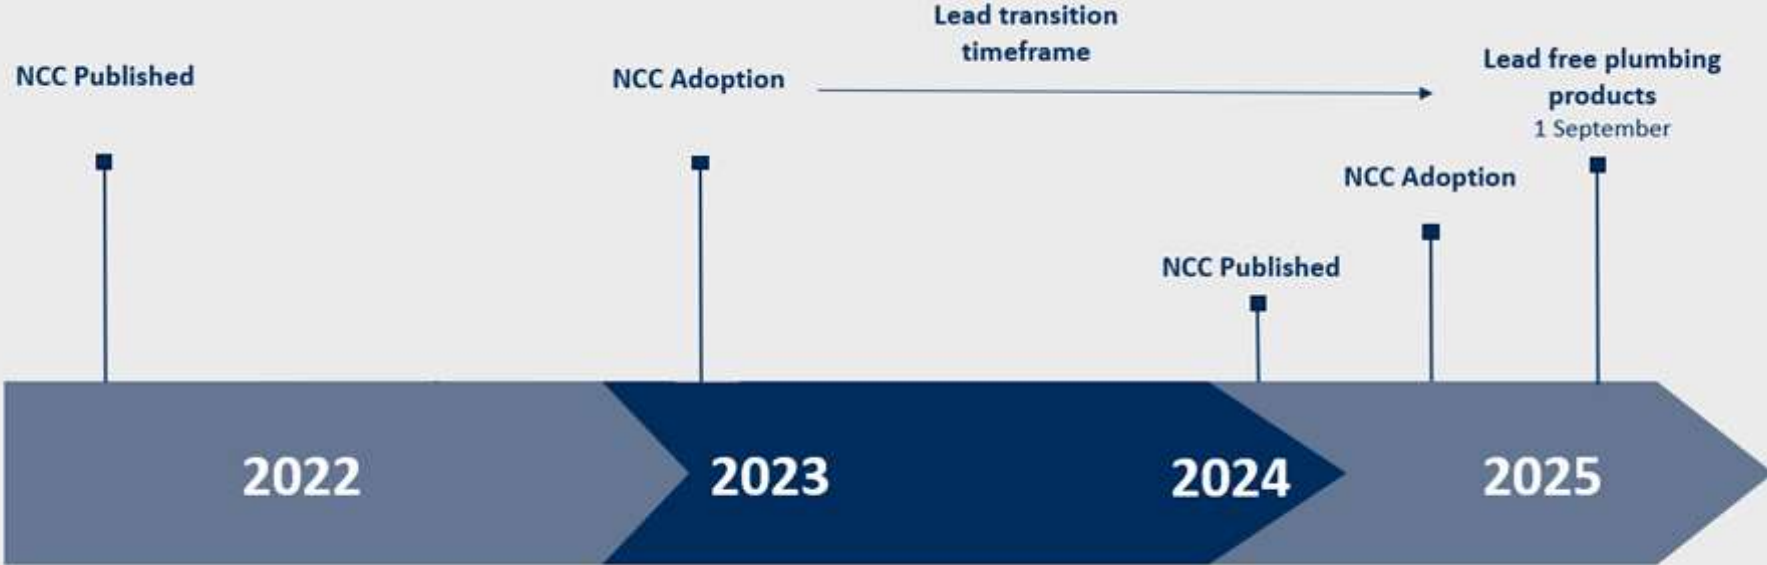 NCC Published
NCC Adoption
Lead transition
timeframe
Lead free plumbing
products
1 September
NCC Adoption
NCC Published
2022
2023
2024
2025